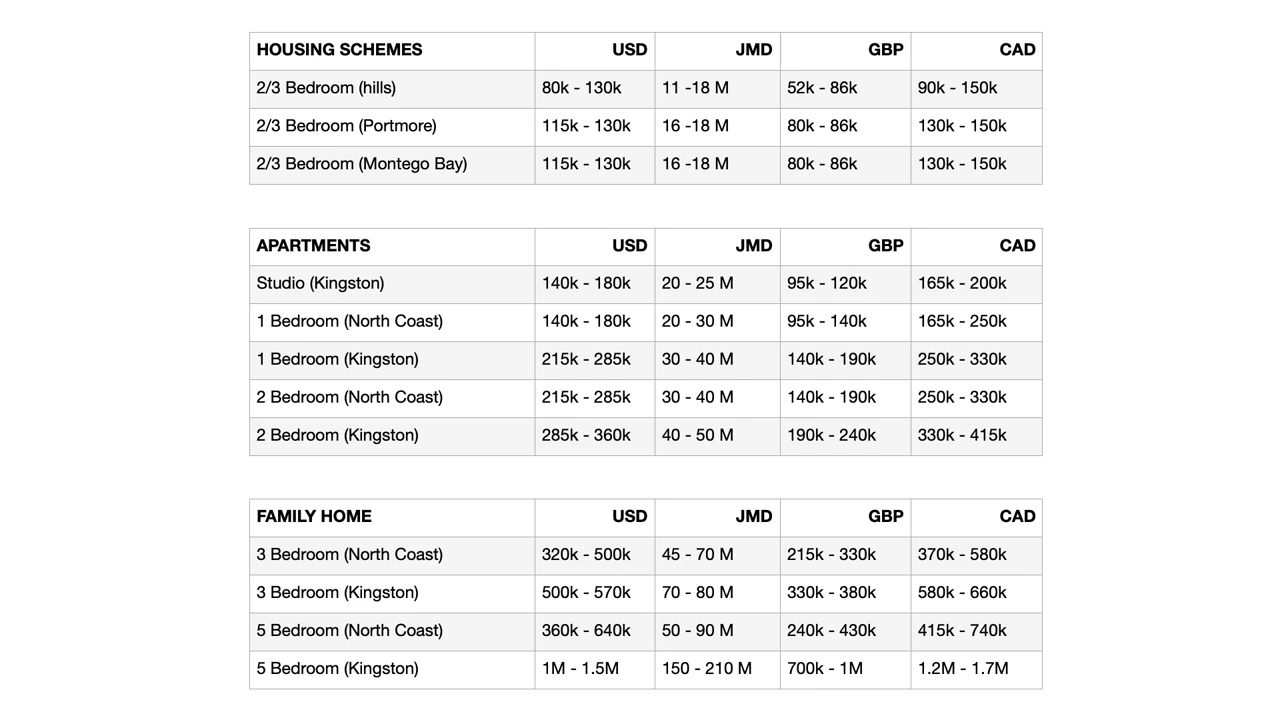 HOUSING SCHEMES USD JMD GBP CAD
2/3 Bedroom (hills) 80k - 130k 11 -18 M 52k - 86k 90k - 150k
2/3 Bedroom (Portmore) 115k - 130k 16 -18 M 80k - 86k 130k - 150k
2/3 Bedroom (Montego Bay) 115k - 130k 16 -18 M 80k - 86k 130k - 150k
APARTMENTS USD JMD GBP CAD
Studio (Kingston) 140k - 180k 20 - 25 M 95k - 120k 165k - 200k
1 Bedroom (North Coast) 140k - 180k 20 - 30 M 95k - 140k 165k - 250k
1 Bedroom (Kingston) 215k - 285k 30 - 40 M 140k - 190k 250k - 330k
2 Bedroom (North Coast) 215k - 285k 30 - 40 M 140k - 190k 250k - 330k
2 Bedroom (Kingston) 285k - 360k 40 - 50 M 190k - 240k 330k - 415k
FAMILY HOME USD JMD GBP CAD
3 Bedroom (North Coast) 320k - 500k 45 - 70 M 215k - 330k 370k - 580k
3 Bedroom (Kingston) 500k - 570k 70 - 80 M 330k - 380k 580k - 660k
5 Bedroom (North Coast) 360k - 640k 50 - 90 M 240k - 430k 415k - 740k
5 Bedroom (Kingston) 1M - 1.5M 150 - 210 M 700k - 1M 1.2M - 1.7M